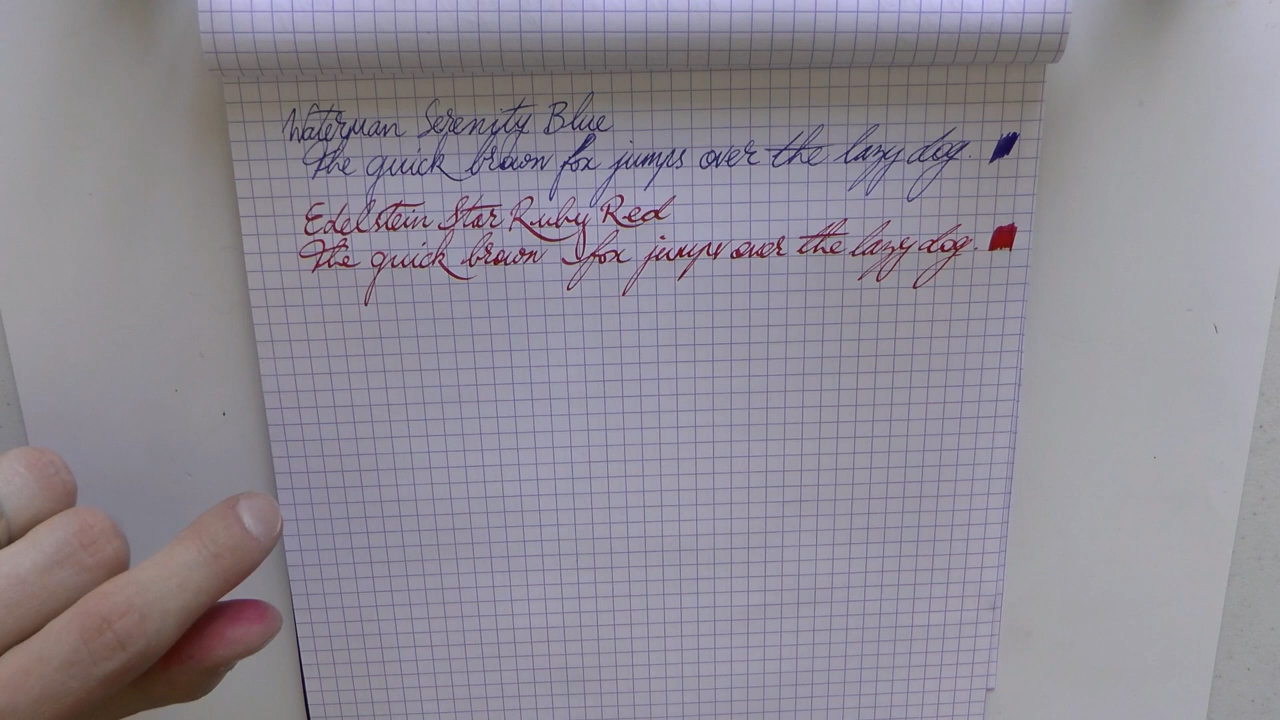 Waterman Serenity Blue
The quick brown fox jumps over the lazy dog.
Edelstein Star Ruby Red
The quick brown fox jumps over the lazy dog.